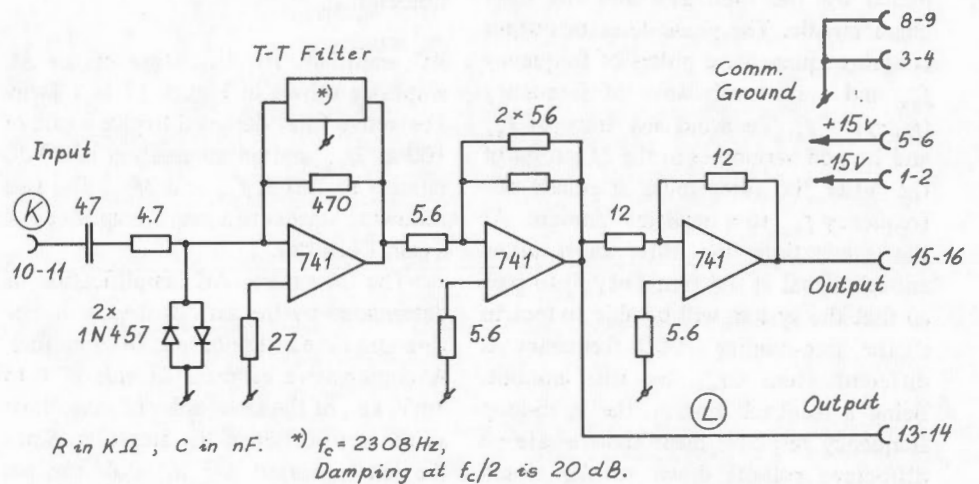 T-T Filter
*)
Input
K
10-11
47
4.7
2×
1N457
470
741
27
5.6
2×56
741
5.6
12
12
741
5.6
8-9
3-4
Comm.
Ground
+15v
5-6
15v
1-2
15-16
Output
L
Output
13-14
R in KΩ , C in nF. *) fc = 2308 Hz,
Damping at fc/2 is 20 dB.